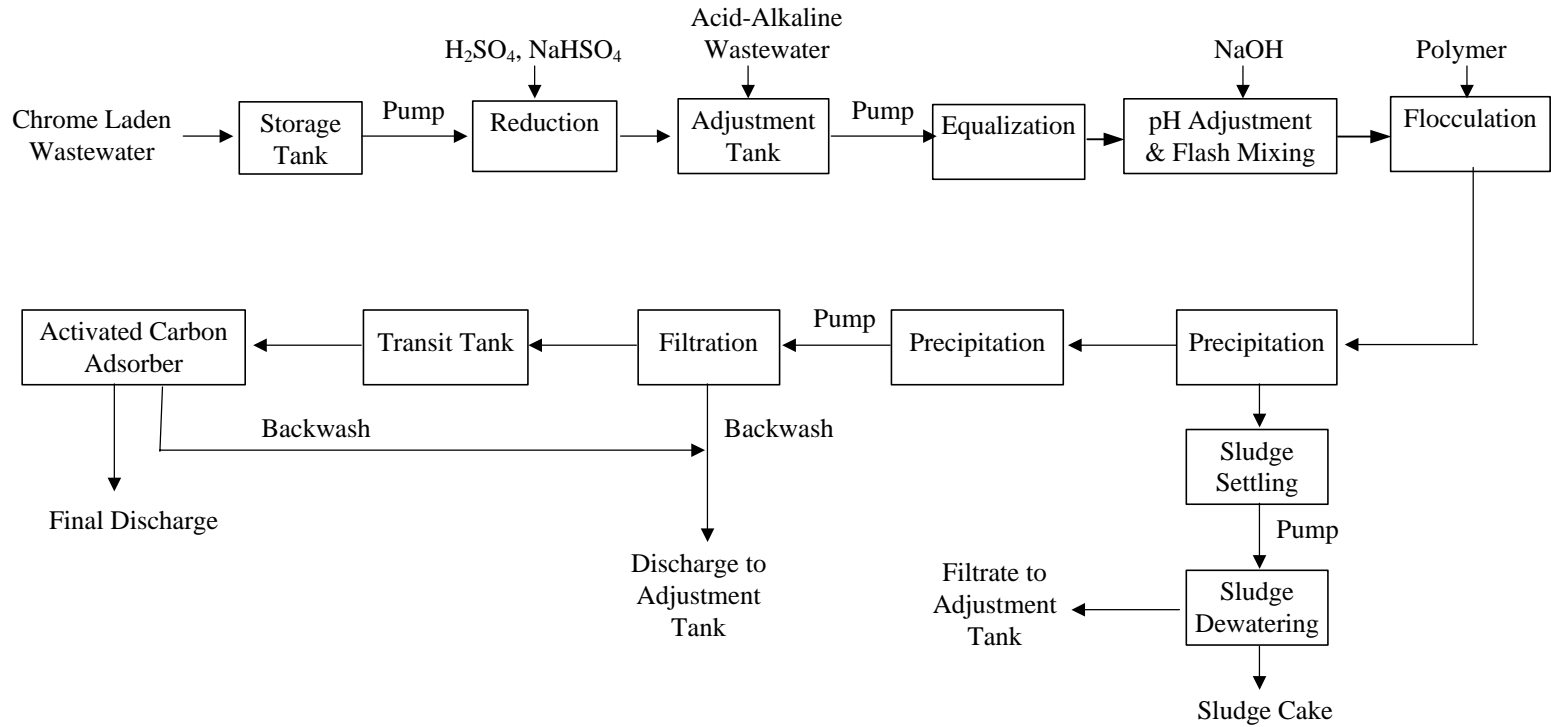 Acid-Alkaline
Wastewater
H₂SO₄, NaHSO₄
NaOH
Polymer
Chrome Laden
Wastewater
Storage
Tank
Pump
Reduction
Adjustment
Tank
Pump
Equalization
pH Adjustment
& Flash Mixing
Flocculation
Activated Carbon
Adsorber
Transit Tank
Filtration
Pump
Precipitation
Precipitation
Backwash
Backwash
Sludge
Settling
Final Discharge
Pump
Discharge to
Adjustment
Tank
Filtrate to
Adjustment
Tank
Sludge
Dewatering
Sludge Cake